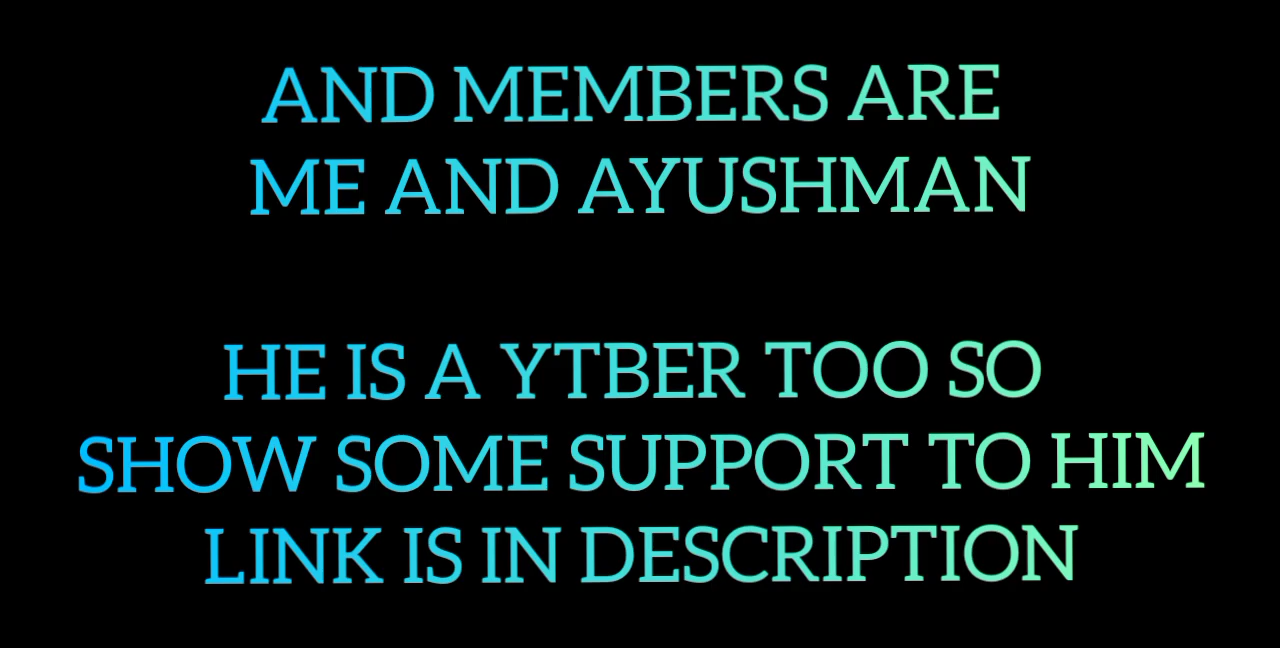 AND MEMBERS ARE
ME AND AYUSHMAN
HE IS A YTBER TOO SO
SHOW SOME SUPPORT TO HIM
LINK IS IN DESCRIPTION